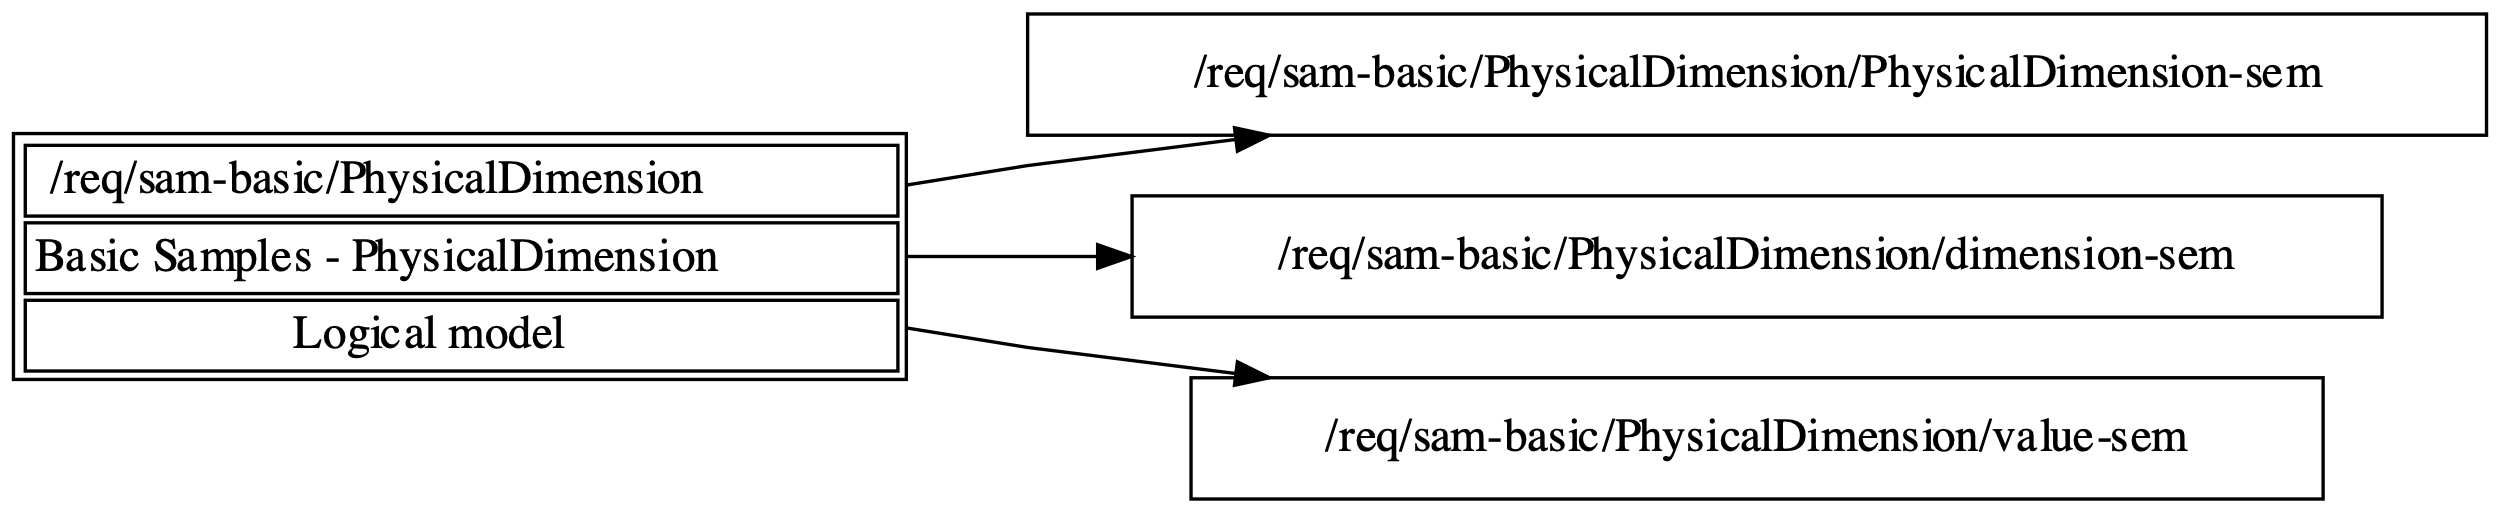 /req/sam-basic/PhysicalDimension
Basic Samples - PhysicalDimension
Logical model
/req/sam-basic/PhysicalDimension/PhysicalDimension-sem
/req/sam-basic/PhysicalDimension/dimension-sem
/req/sam-basic/PhysicalDimension/value-sem